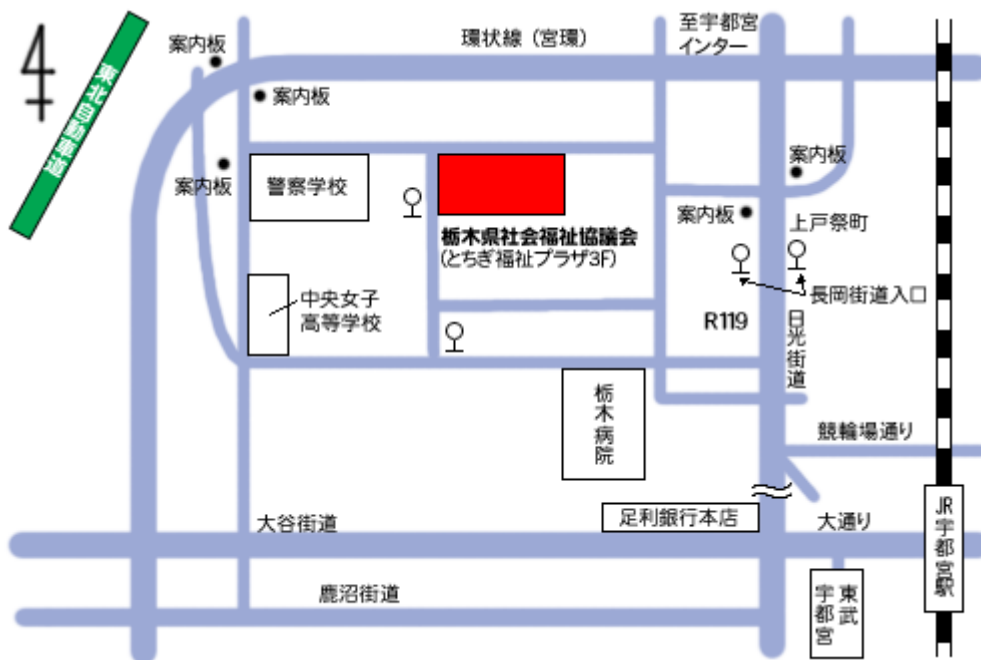 至宇都宮
インター
環状線(宮環)
案内板
東北自動車道
案内板
案内板
案内板
警察学校
案内板
上戸祭町
栃木県社会福祉協議会
(とちぎ福祉プラザ3F)
長岡街道入口
中央女子
高等学校
R119
日光街道
栃木病院
競輪場通り
JR宇都宮駅
足利銀行本店
大谷街道
大通り
鹿沼街道
東武
宇都宮